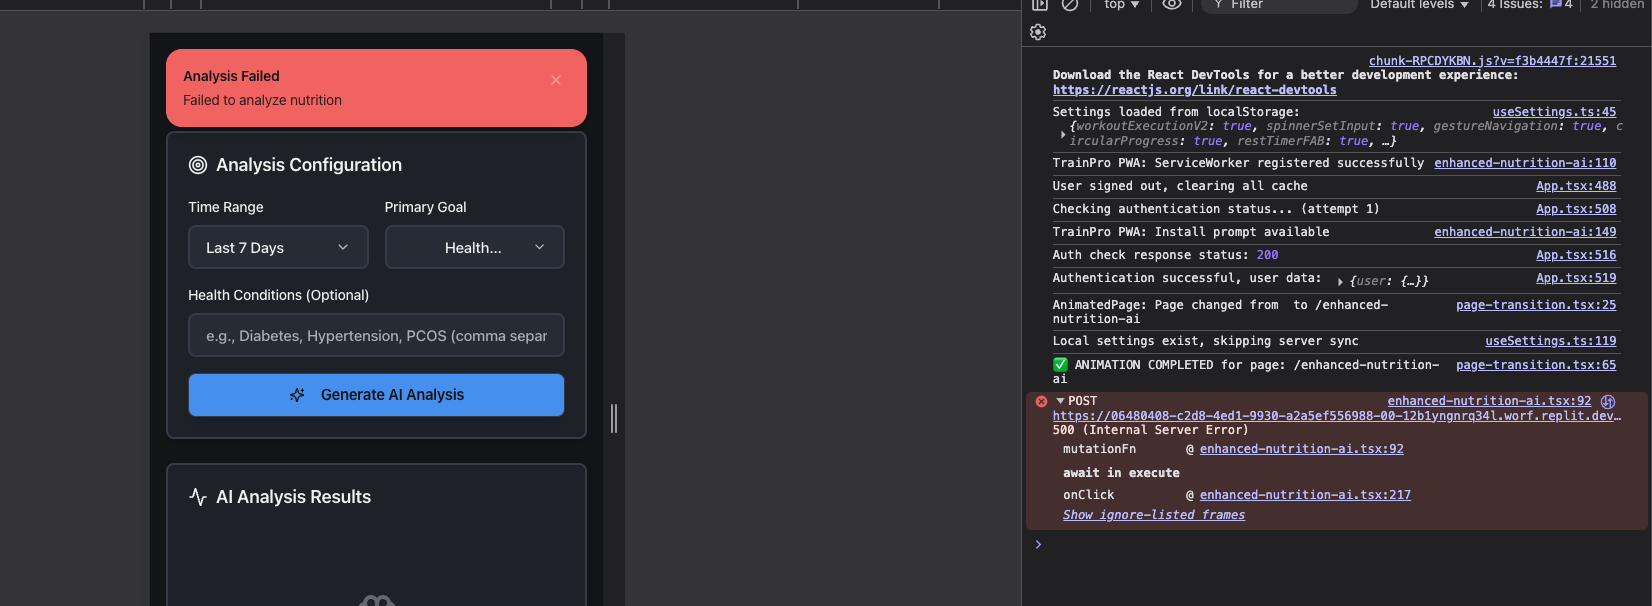 Analysis Failed
Failed to analyze nutrition
Analysis Configuration
Time Range
Primary Goal
Last 7 Days
Health...
Health Conditions (Optional)
e.g., Diabetes, Hypertension, PCOS (comma separ
Generate AI Analysis
AI Analysis Results
top
Filter
Default levels
4 Issues: 4
2 hidden
chunk-RPCDYKBN.js?v=f3b4447f:21551
Download the React DevTools for a better development experience:
https://reactjs.org/link/react-devtools
Settings loaded from localStorage: useSettings.ts:45
{workoutExecutionV2: true, spinnerSetInput: true, gestureNavigation: true, c
ircularProgress: true, restTimerFAB: true, …}
TrainPro PWA: ServiceWorker registered successfully enhanced-nutrition-ai:110
User signed out, clearing all cache App.tsx:488
Checking authentication status... (attempt 1) App.tsx:508
TrainPro PWA: Install prompt available enhanced-nutrition-ai:149
Auth check response status: 200 App.tsx:516
Authentication successful, user data: {user: {…}} App.tsx:519
AnimatedPage: Page changed from to /enhanced- page-transition.tsx:25
nutrition-ai
Local settings exist, skipping server sync useSettings.ts:119
✅ ANIMATION COMPLETED for page: /enhanced-nutrition- page-transition.tsx:65
ai
POST enhanced-nutrition-ai.tsx:92
https://06480408-c2d8-4ed1-9930-a2a5ef556988-00-12b1yngnrq34l.worf.replit.dev…
500 (Internal Server Error)
mutationFn @ enhanced-nutrition-ai.tsx:92
await in execute
onClick @ enhanced-nutrition-ai.tsx:217
Show ignore-listed frames